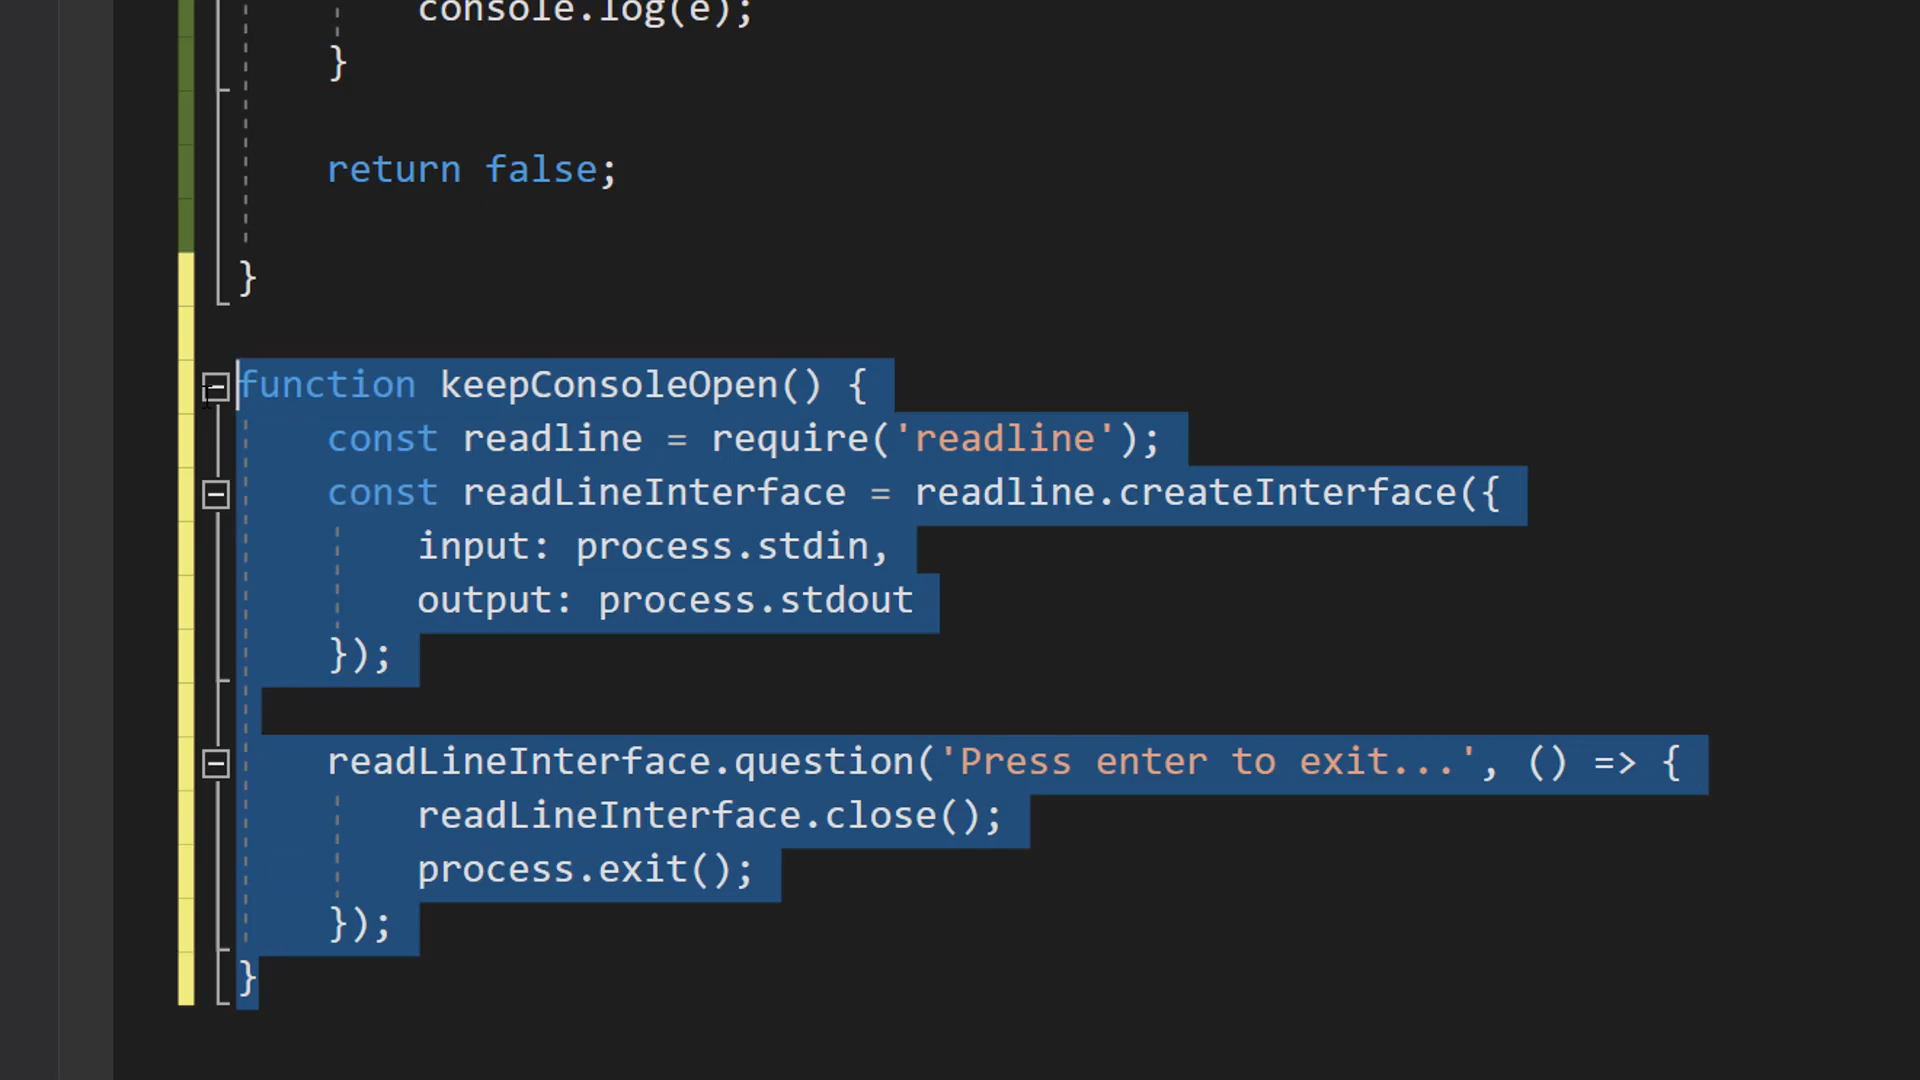 console.log(e);
}
return false;
}
function keepConsoleOpen() {
const readline = require('readline');
const readLineInterface = readline.createInterface({
input: process.stdin,
output: process.stdout
});
readLineInterface.question('Press enter to exit...', () => {
readLineInterface.close();
process.exit();
});
}